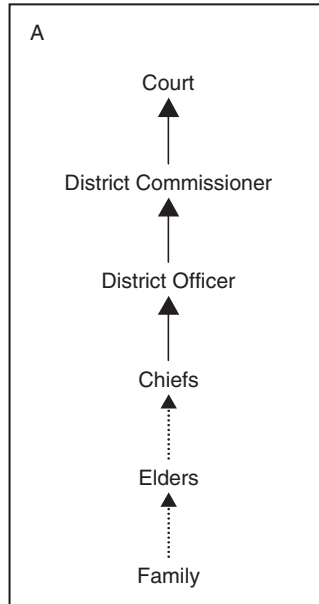 A
Court
District Commissioner
District Officer
Chiefs
Elders
Family